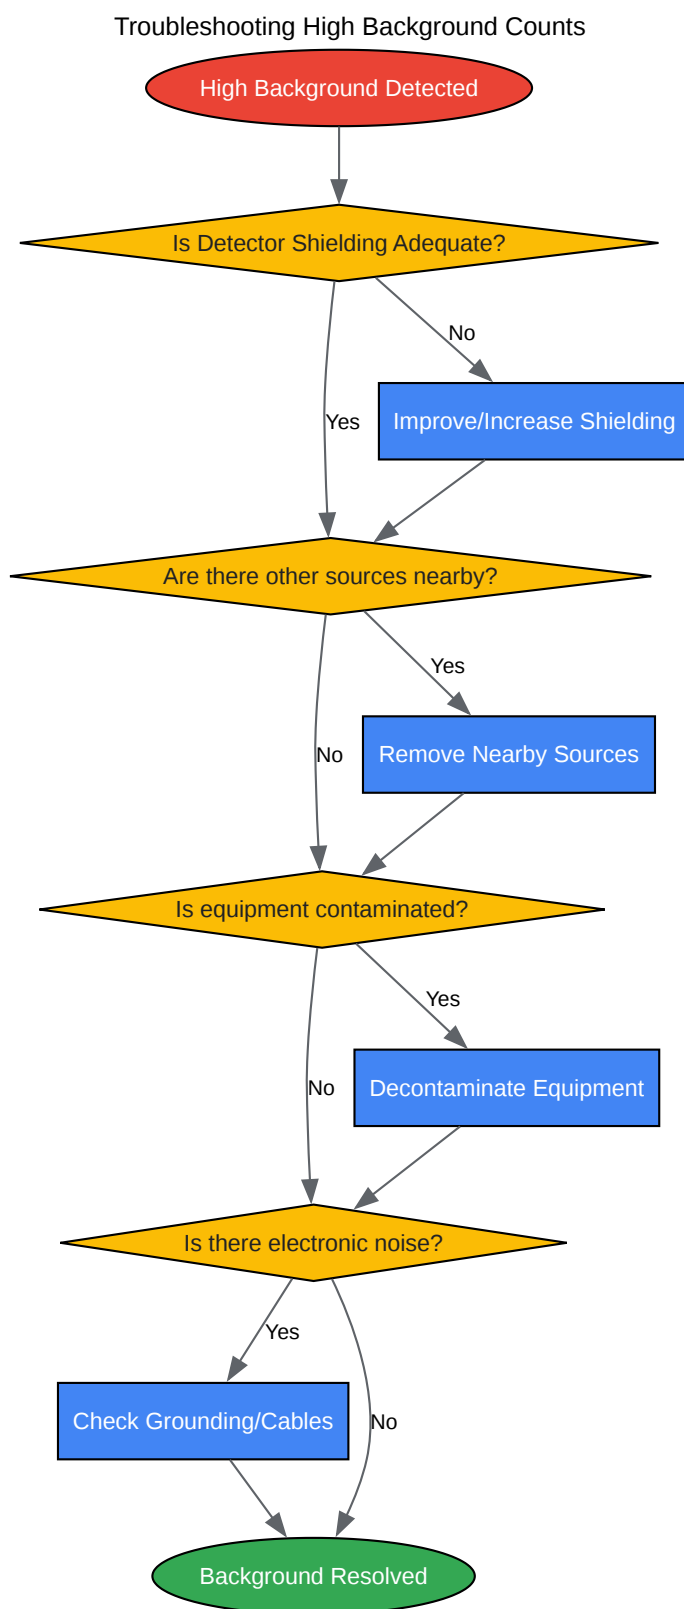 Troubleshooting High Background Counts
High Background Detected
Is Detector Shielding Adequate?
No
Yes
Improve/Increase Shielding
Are there other sources nearby?
Yes
No
Remove Nearby Sources
Is equipment contaminated?
Yes
No
Decontaminate Equipment
Is there electronic noise?
Yes
Check Grounding/Cables
No
Background Resolved